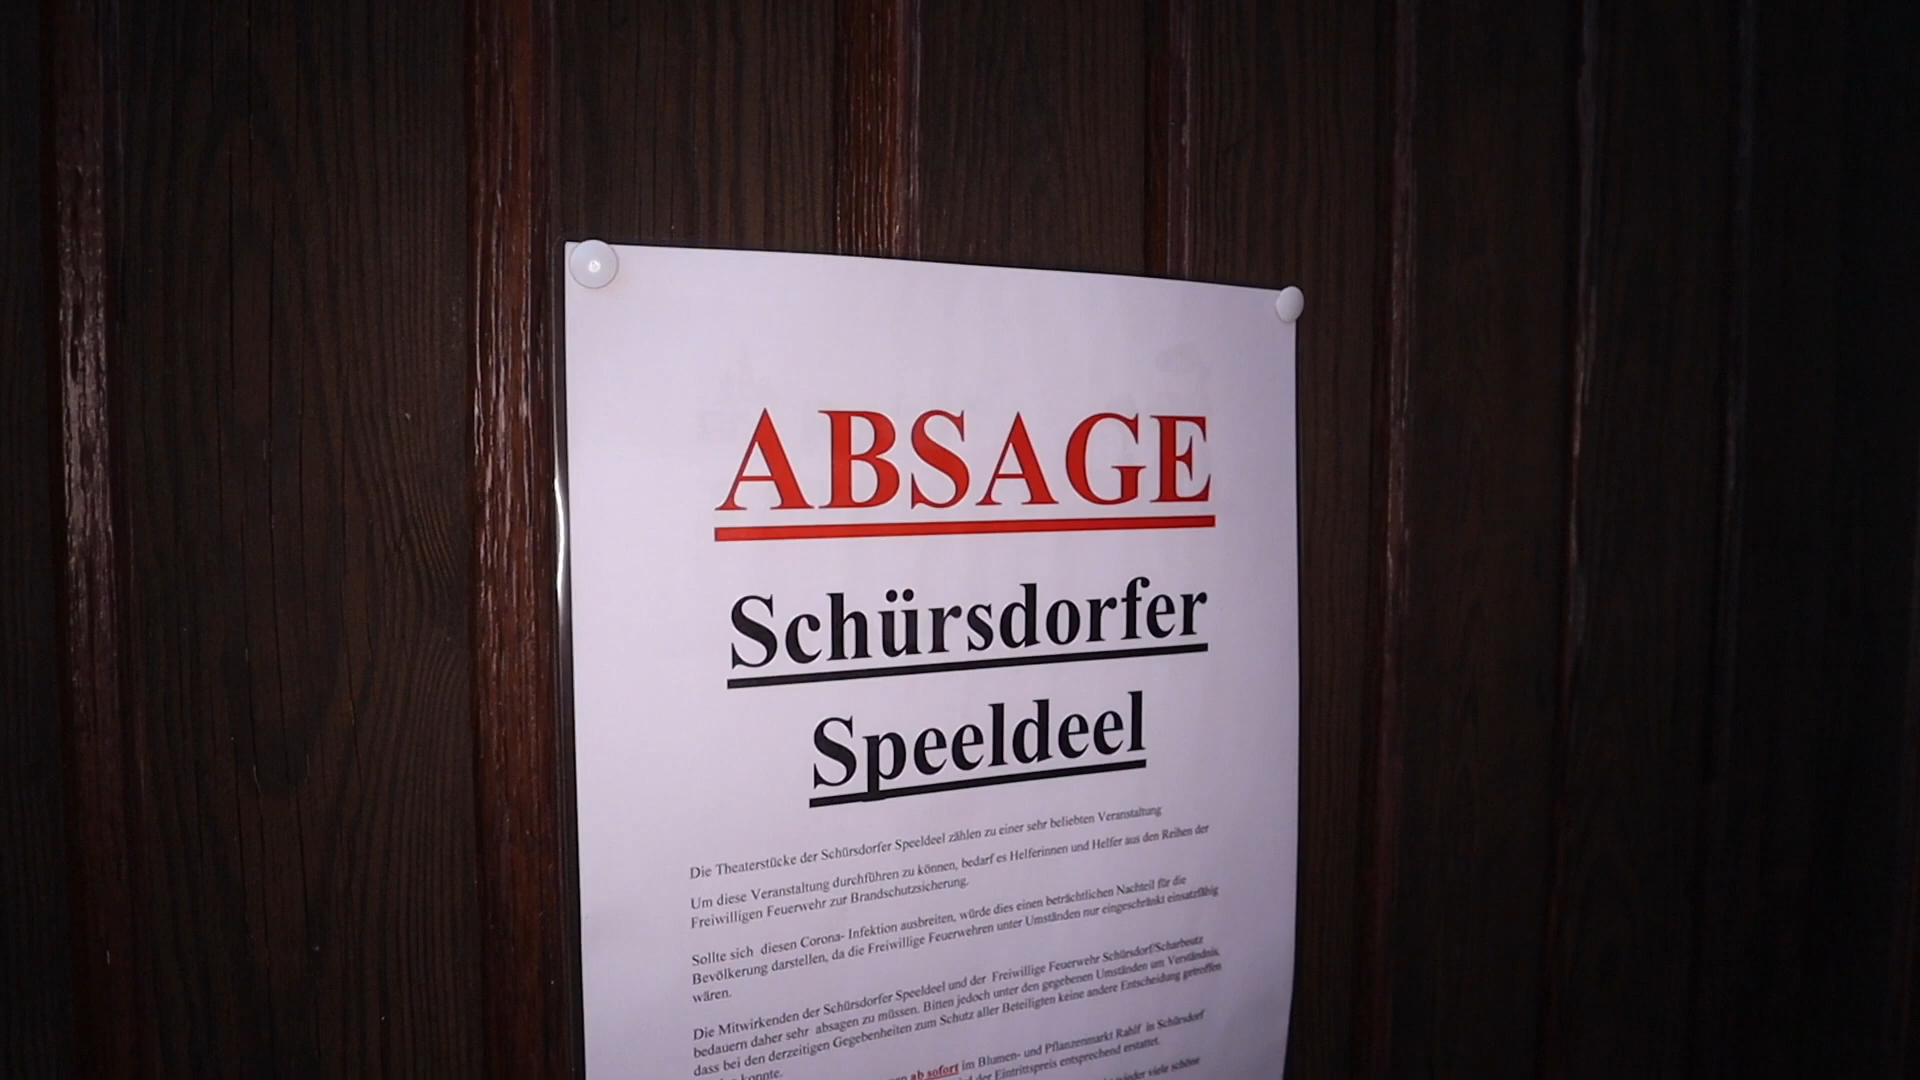 ABSAGE
Schürsdorfer
Speeldeel
Die Theaterstücke der Schürsdorfer Speeldeel zählen zu einer sehr beliebten Veranstaltung
Um diese Veranstaltung durchführen zu können, bedarf es Helferinnen und Helfer aus den Reihen der
Freiwilligen Feuerwehr zur Brandschutzsicherung.
Sollte sich diesen Corona- Infektion ausbreiten, würde dies einen beträchtlichen Nachteil für die
Bevölkerung darstellen, da die Freiwillige Feuerwehren unter Umständen nur eingeschränkt einsatzfähig
wären.
Die Mitwirkenden der Schürsdorfer Speeldeel und der Freiwillige Feuerwehr Schürsdorf/Scharbeutz
bedauern daher sehr absagen zu müssen. Bitten jedoch unter den gegebenen Umständen um Verständnis,
dass bei den derzeitigen Gegebenheiten zum Schutz aller Beteiligten keine andere Entscheidung getroffen
konnte.
ab sofort im Blumen- und Pflanzenmarkt Rahlf in Schürsdorf
der Eintrittspreis entsprechend erstattet.
wieder viele schöne